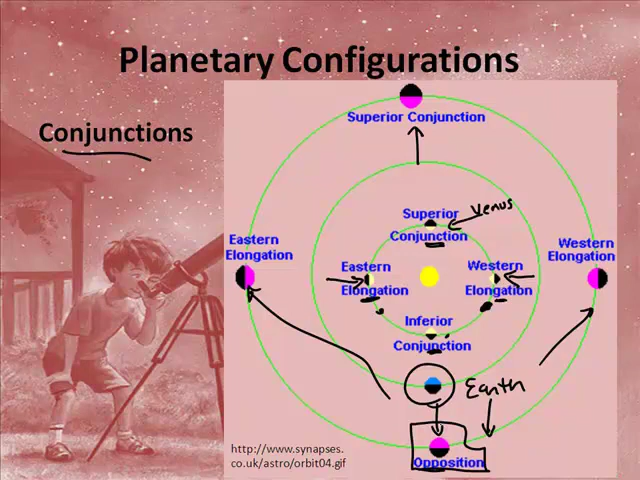 Planetary Configurations
Conjunctions
Superior Conjunction
Superior
Conjunction
Venus
Eastern
Elongation
Western
Elongation
Eastern
Elongation
Western
Elongation
Inferior
Conjunction
Earth
Opposition
http://www.synapses.
co.uk/astro/orbit04.gif